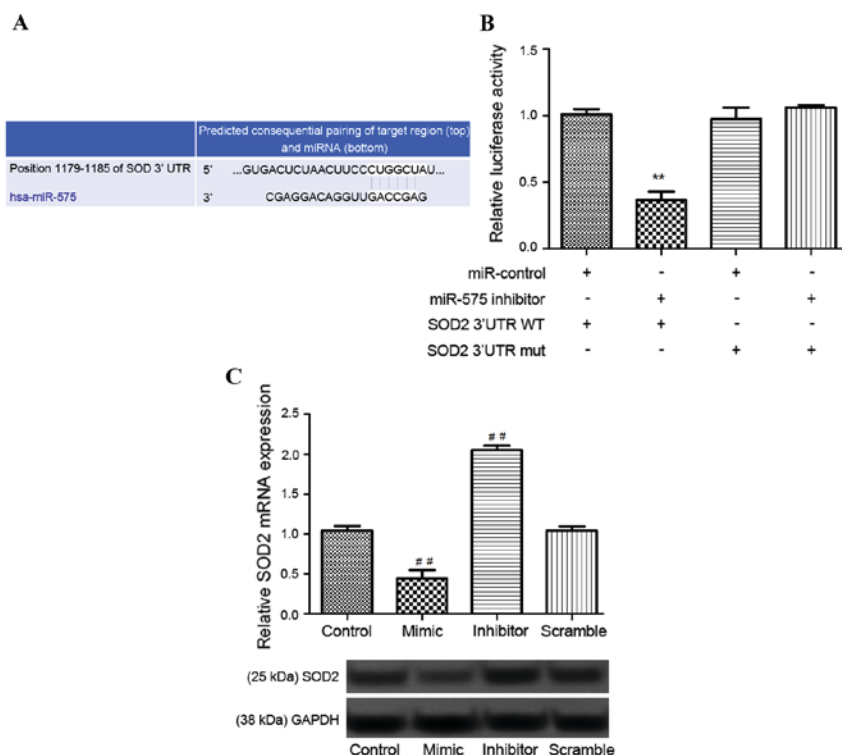 A
Predicted consequential pairing of target region (top)
and miRNA (bottom)
Position 1179-1185 of SOD 3' UTR 5' ...GUGACUCUAACUUCCCUGGCUAU...
hsa-miR-575 3' CGAGGACAGGUUGACCGAG
B
Relative luciferase activity
1.5
1.0
0.5
0.0
**
miR-control + - + -
miR-575 inhibitor - + - +
SOD2 3'UTR WT + + - -
SOD2 3'UTR mut - - + +
C
Relative SOD2 mRNA expression
2.5
2.0
1.5
1.0
0.5
0.0
# #
# #
Control Mimic Inhibitor Scramble
(25 kDa) SOD2
(38 kDa) GAPDH
Control Mimic Inhibitor Scramble